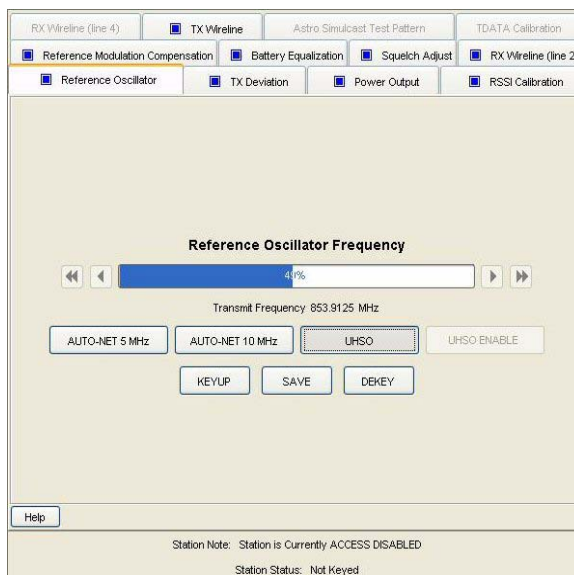 RX Wireline (line 4) TX Wireline Astro Simulcast Test Pattern TDATA Calibration
Reference Modulation Compensation Battery Equalization Squelch Adjust RX Wireline (line 2
Reference Oscillator TX Deviation Power Output RSSI Calibration
Reference Oscillator Frequency
49%
Transmit Frequency 853.9125 MHz
AUTO-NET 5 MHz AUTO-NET 10 MHz UHSO UHSO ENABLE
KEYUP SAVE DEKEY
Help
Station Note: Station is Currently ACCESS DISABLED
Station Status: Not Keyed